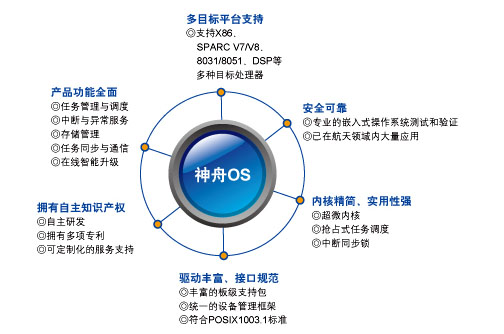 多目标平台支持
◎支持X86、
SPARC V7/V8、
8031/8051、DSP等
多种目标处理器
产品功能全面
◎任务管理与调度
◎中断与异常服务
◎存储管理
◎任务同步与通信
◎在线智能升级
安全可靠
◎专业的嵌入式操作系统测试和验证
◎已在航天领域内大量应用
神舟OS
拥有自主知识产权
◎自主研发
◎拥有多项专利
◎可定制化的服务支持
内核精简、实用性强
◎超微内核
◎抢占式任务调度
◎中断同步锁
驱动丰富、接口规范
◎丰富的板级支持包
◎统一的设备管理框架
◎符合POSIX1003.1标准